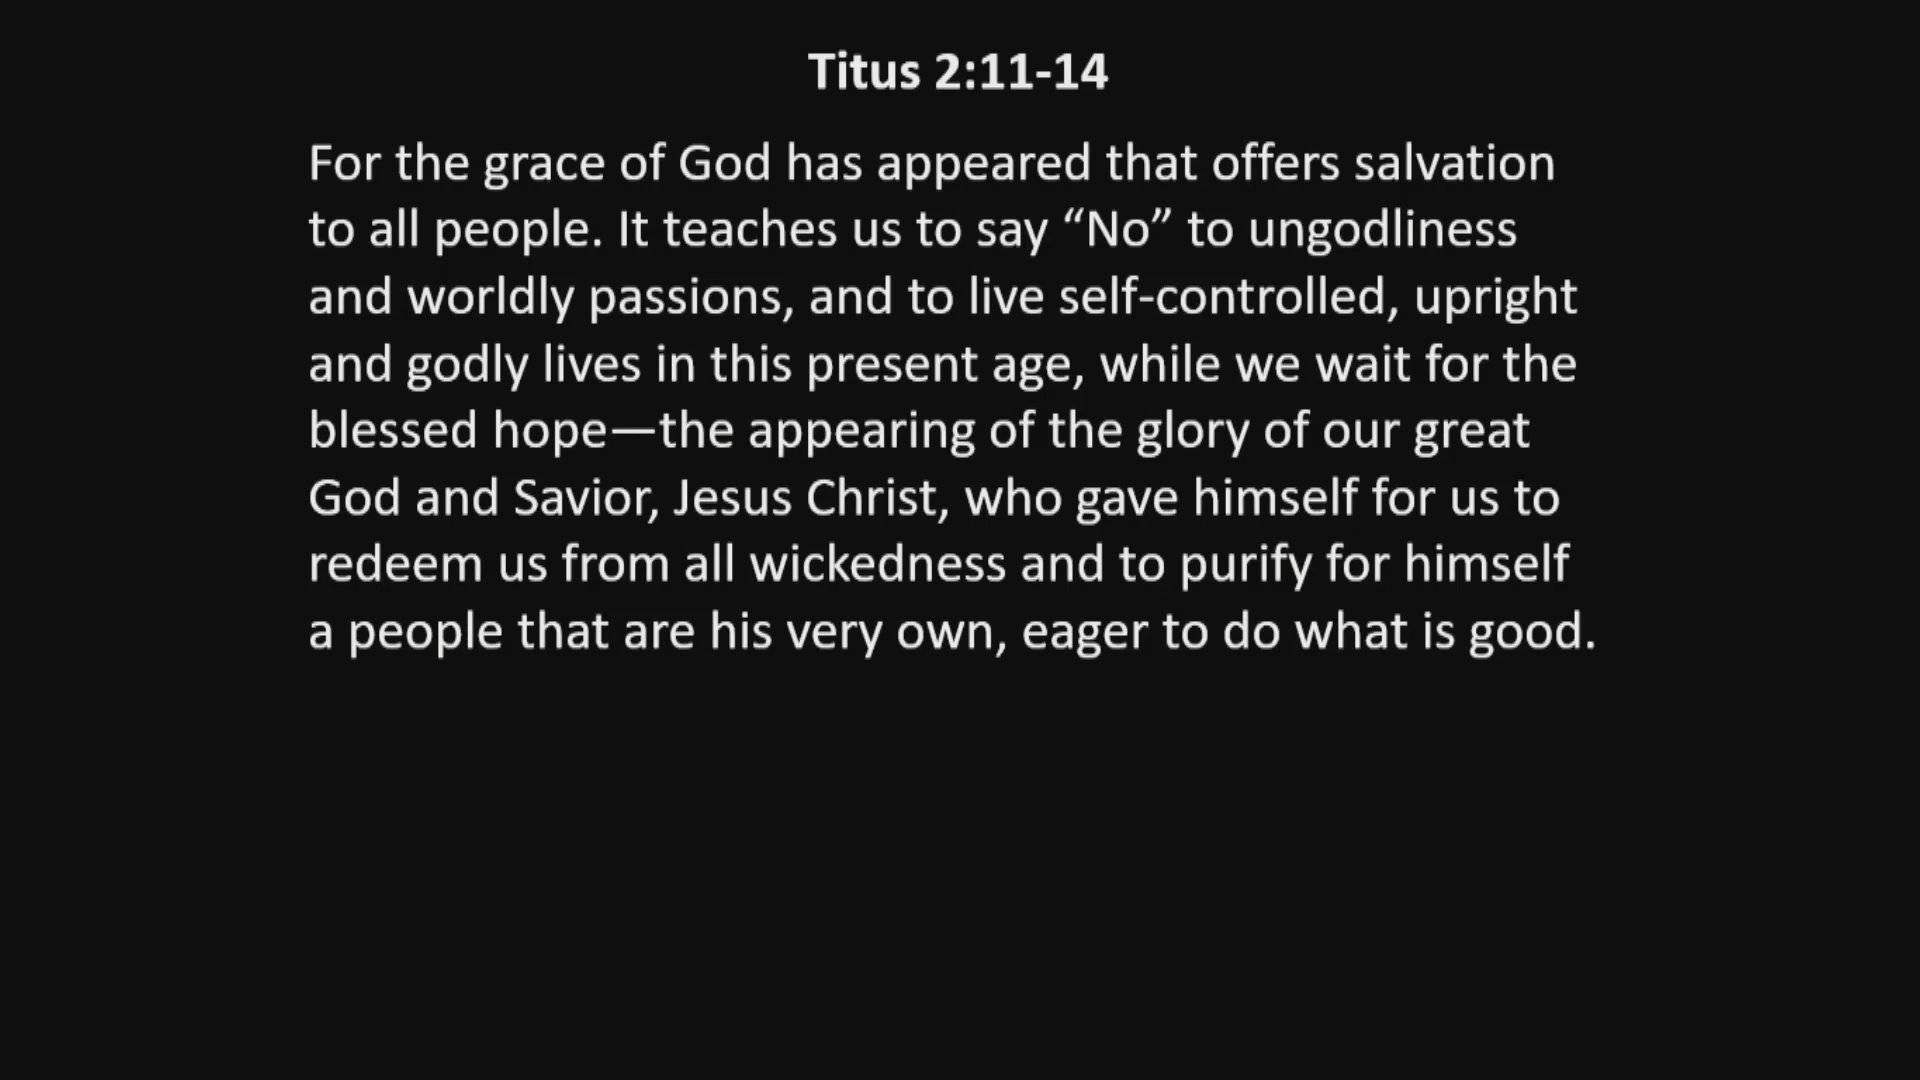 Titus 2:11-14
For the grace of God has appeared that offers salvation
to all people. It teaches us to say “No” to ungodliness
and worldly passions, and to live self-controlled, upright
and godly lives in this present age, while we wait for the
blessed hope—the appearing of the glory of our great
God and Savior, Jesus Christ, who gave himself for us to
redeem us from all wickedness and to purify for himself
a people that are his very own, eager to do what is good.